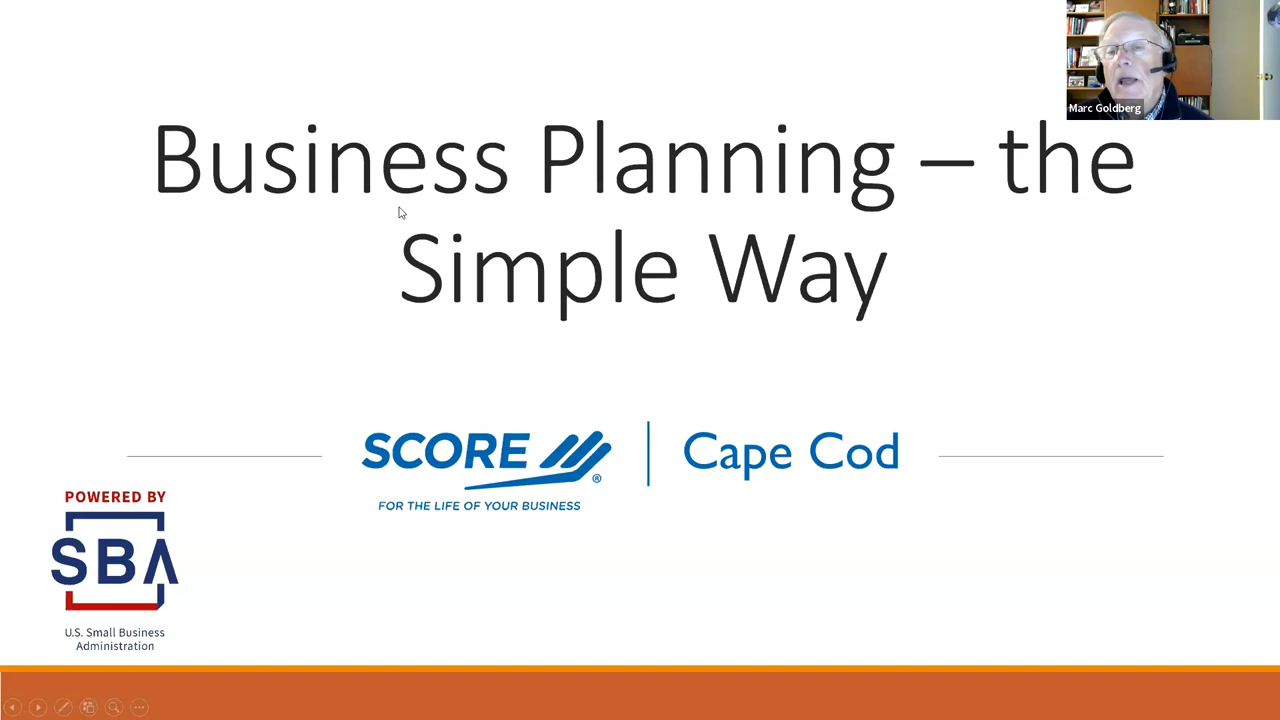 Marc Goldberg
Business Planning – the
Simple Way
SCORE ®
FOR THE LIFE OF YOUR BUSINESS
Cape Cod
POWERED BY
SBA
U.S. Small Business
Administration